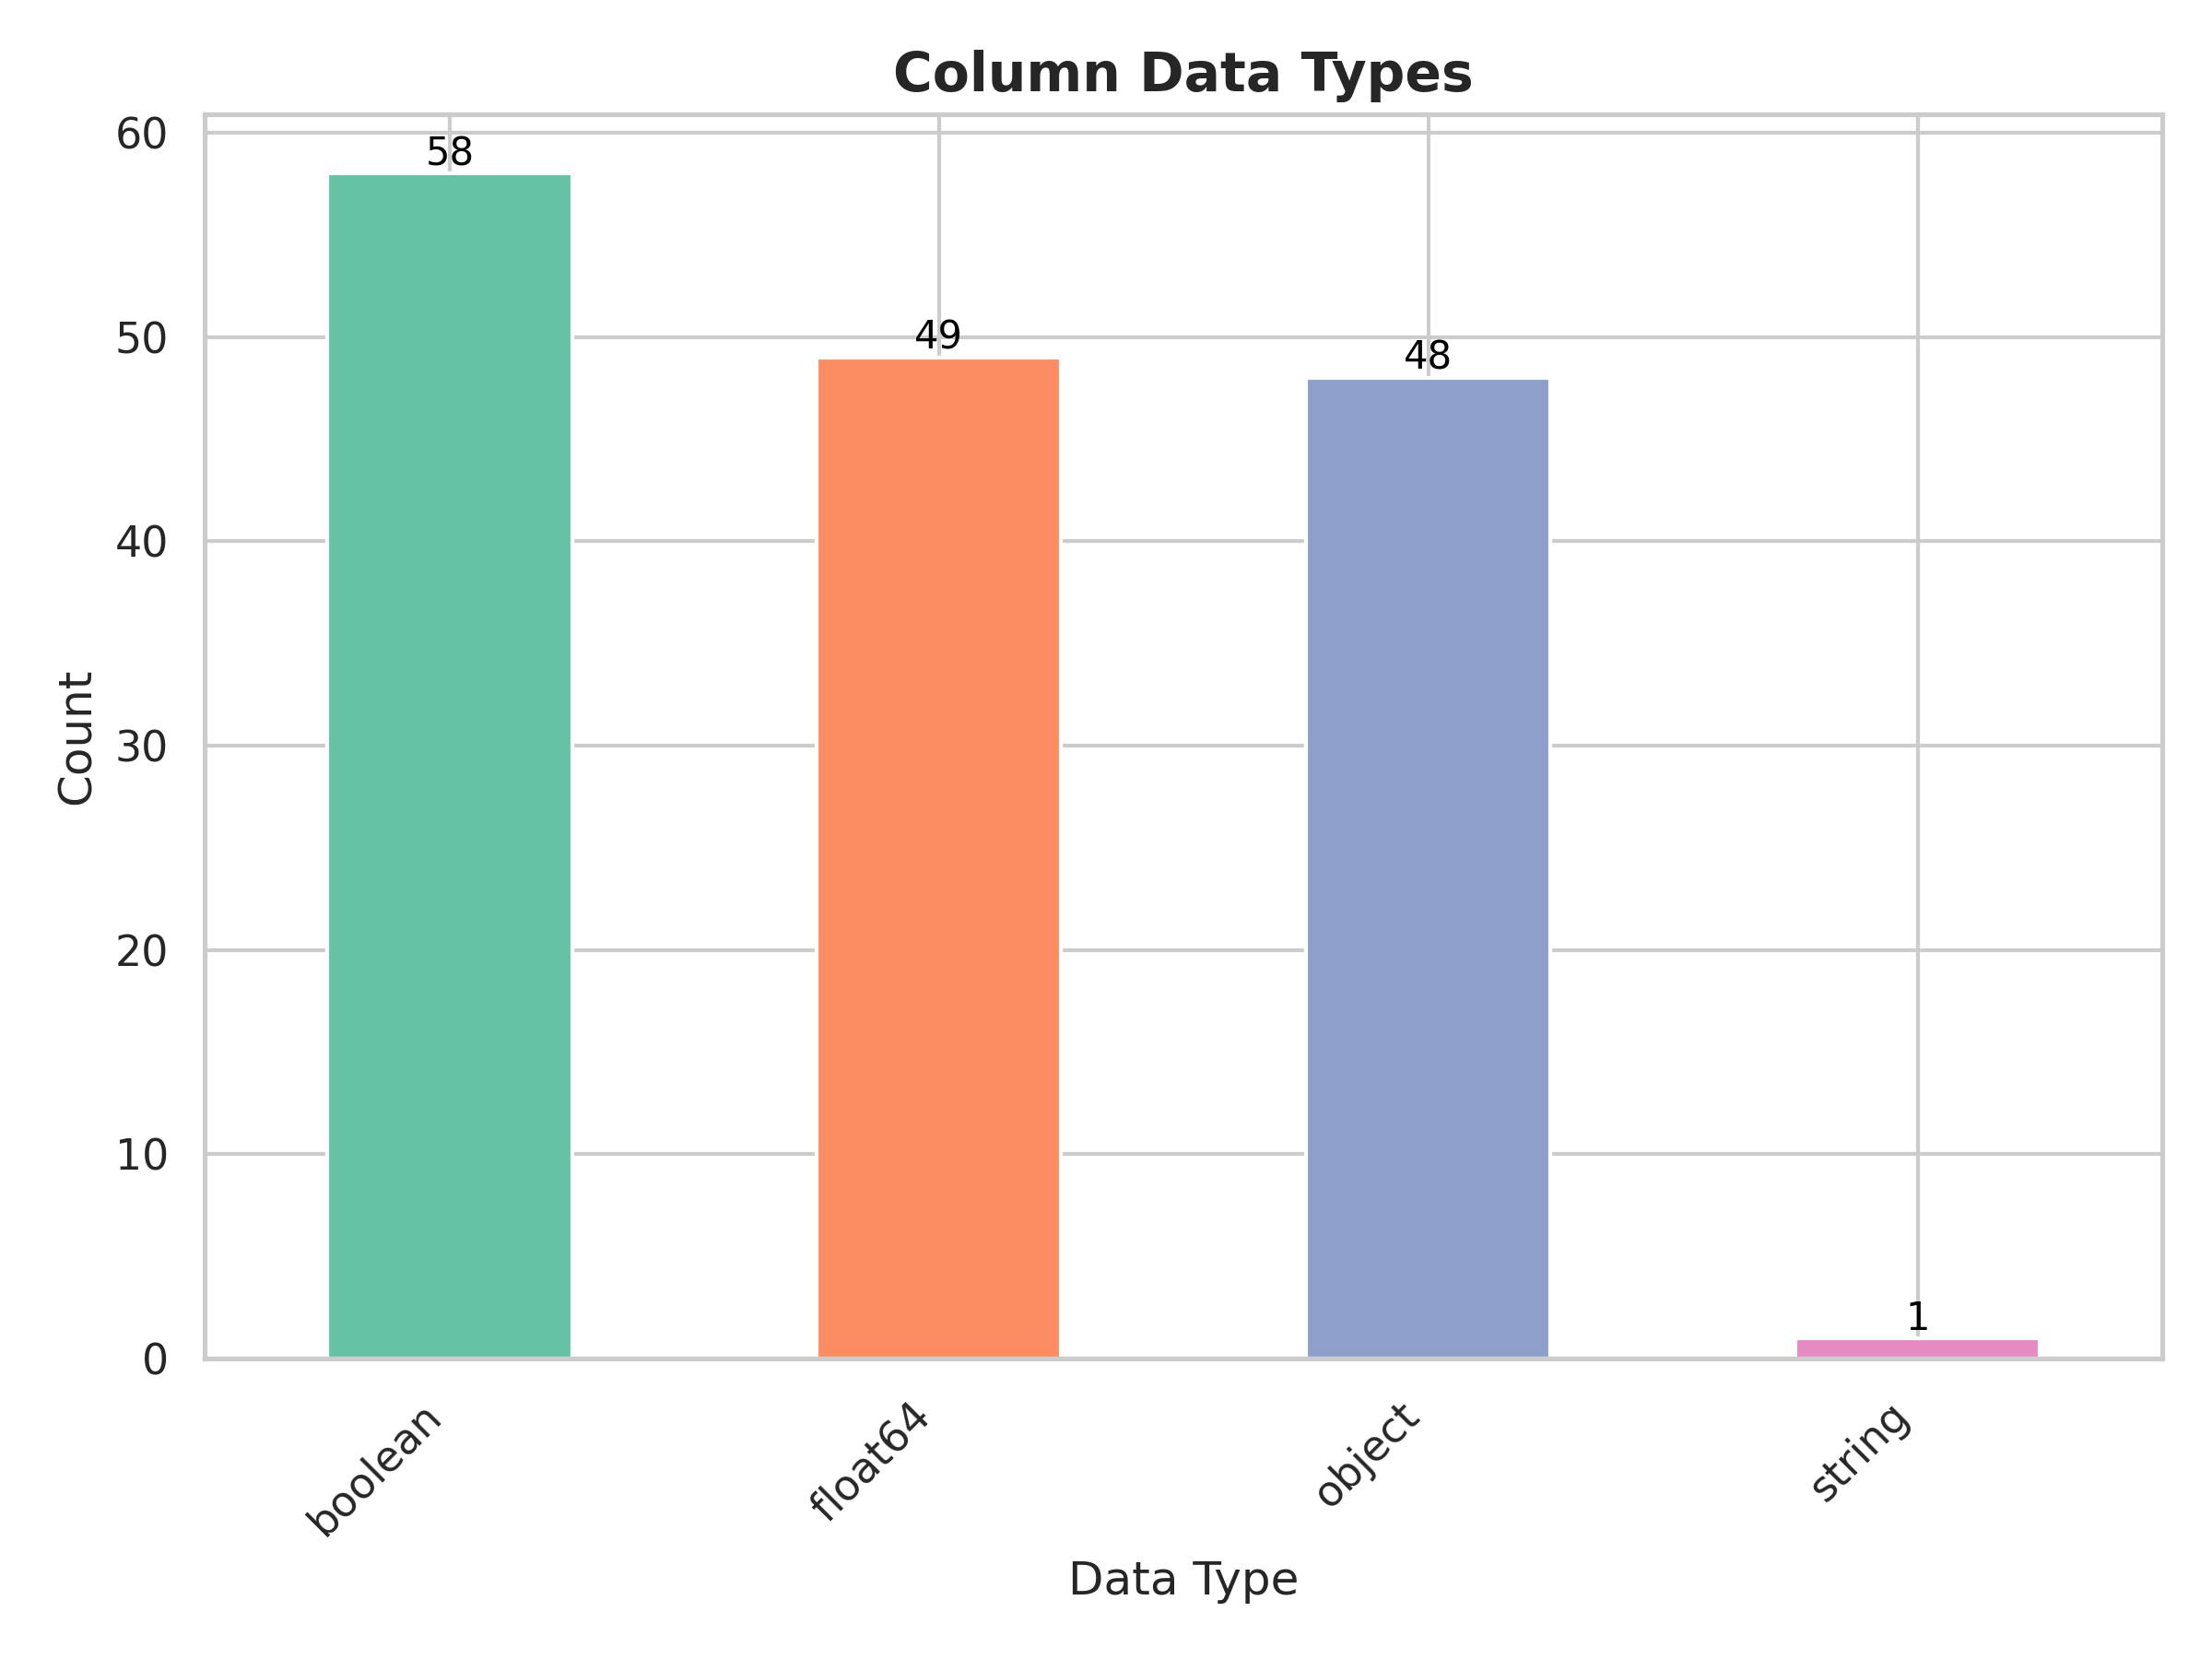 Column Data Types
60
50
40
30
20
10
0
Count
58
49
48
1
boolean
float64
object
string
Data Type